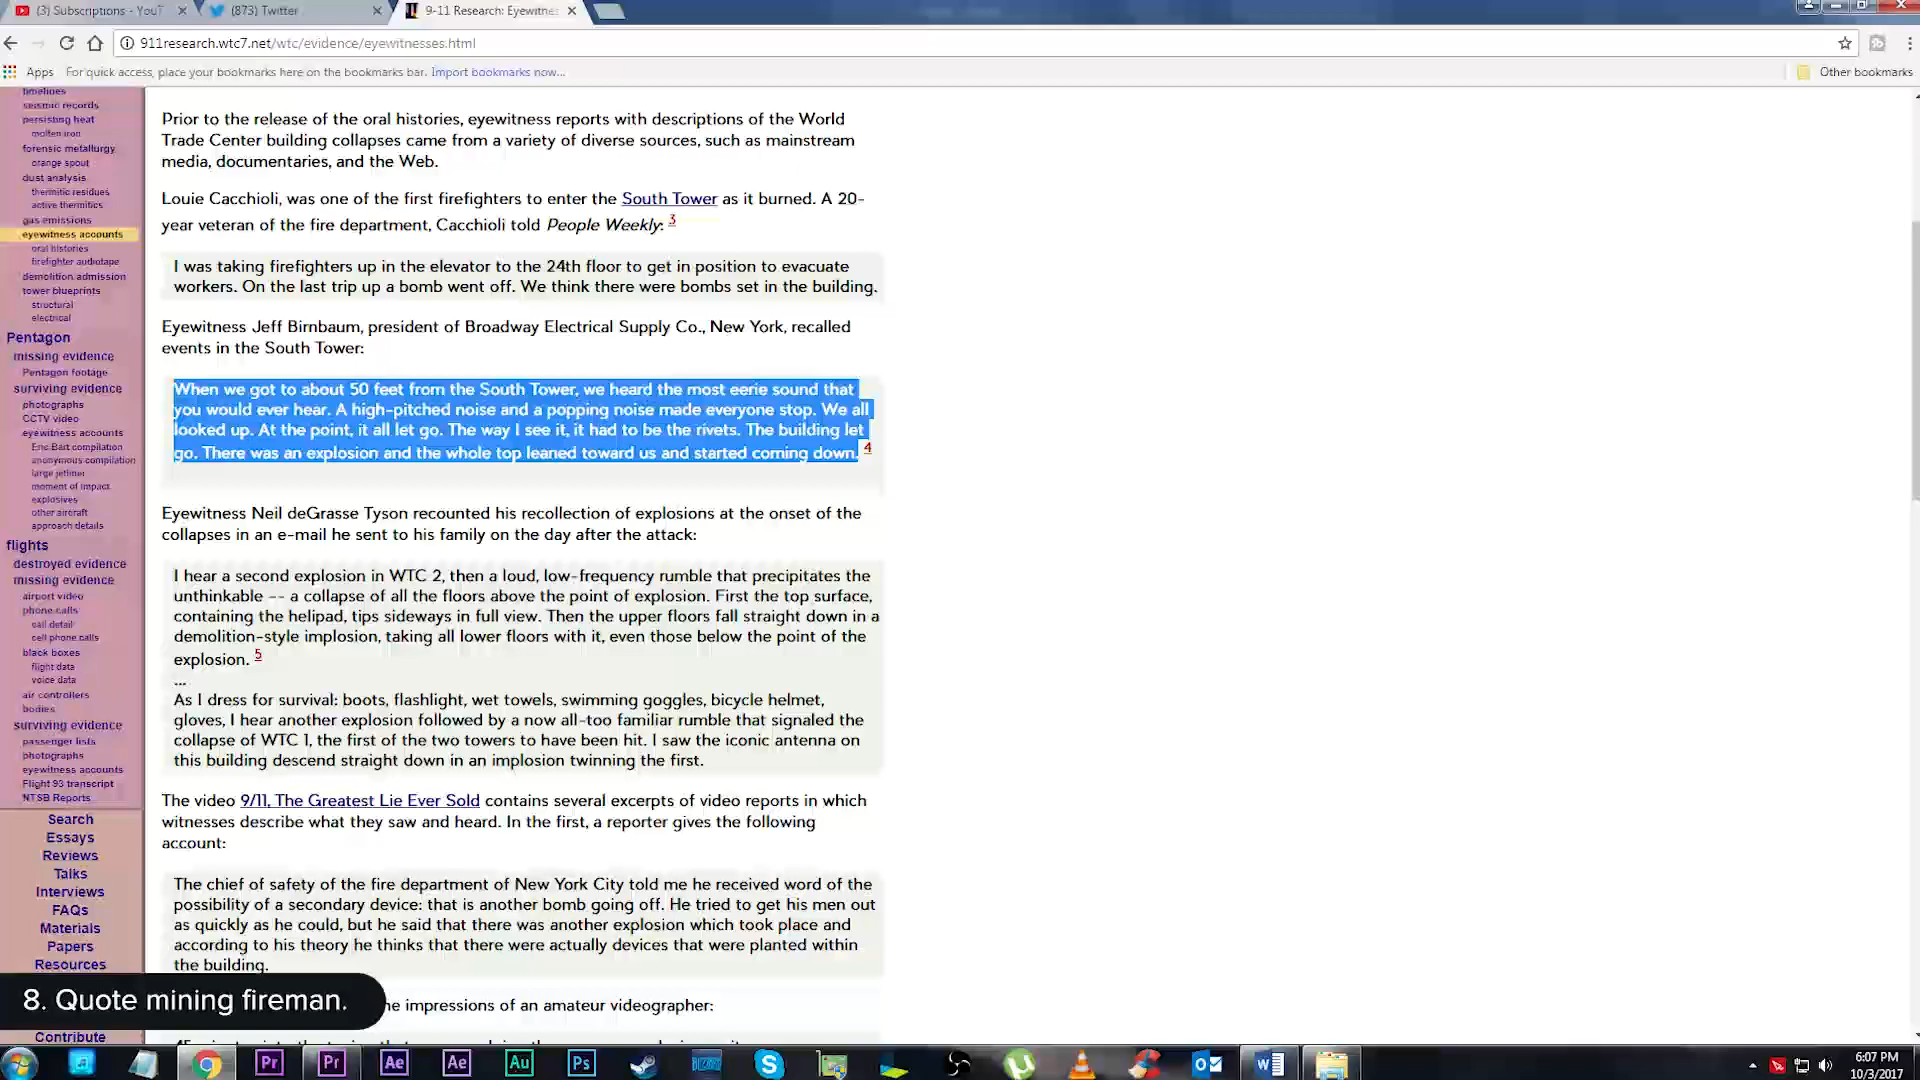 (3) Subscriptions - YouT
(873) Twitter
9-11 Research: Eyewitne
911research.wtc7.net/wtc/evidence/eyewitnesses.html
Apps
For quick access, place your bookmarks here on the bookmarks bar. Import bookmarks now...
Other bookmarks
timelines
seismic records
persisting heat
molten iron
forensic metallurgy
orange spout
dust analysis
thermitic residues
active thermitics
gas emissions
eyewitness accounts
oral histories
firefighter audiotape
demolition admission
tower blueprints
structural
electrical
Pentagon
missing evidence
Pentagon footage
surviving evidence
photographs
CCTV video
eyewitness accounts
Eric Bart compilation
anonymous compilation
large jetliner
moment of impact
explosives
other aircraft
approach details
flights
destroyed evidence
missing evidence
airport video
phone calls
call detail
cell phone calls
black boxes
flight data
voice data
air controllers
bodies
surviving evidence
passenger lists
photographs
eyewitness accounts
Flight 93 transcript
NTSB Reports
Search
Essays
Reviews
Talks
Interviews
FAQs
Materials
Papers
Resources
Contribute
Prior to the release of the oral histories, eyewitness reports with descriptions of the World
Trade Center building collapses came from a variety of diverse sources, such as mainstream
media, documentaries, and the Web.
Louie Cacchioli, was one of the first firefighters to enter the South Tower as it burned. A 20-
year veteran of the fire department, Cacchioli told People Weekly: 3
I was taking firefighters up in the elevator to the 24th floor to get in position to evacuate
workers. On the last trip up a bomb went off. We think there were bombs set in the building.
Eyewitness Jeff Birnbaum, president of Broadway Electrical Supply Co., New York, recalled
events in the South Tower:
When we got to about 50 feet from the South Tower, we heard the most eerie sound that
you would ever hear. A high-pitched noise and a popping noise made everyone stop. We all
looked up. At the point, it all let go. The way I see it, it had to be the rivets. The building let
go. There was an explosion and the whole top leaned toward us and started coming down. 4
Eyewitness Neil deGrasse Tyson recounted his recollection of explosions at the onset of the
collapses in an e-mail he sent to his family on the day after the attack:
I hear a second explosion in WTC 2, then a loud, low-frequency rumble that precipitates the
unthinkable -- a collapse of all the floors above the point of explosion. First the top surface,
containing the helipad, tips sideways in full view. Then the upper floors fall straight down in a
demolition-style implosion, taking all lower floors with it, even those below the point of the
explosion. 5
...
As I dress for survival: boots, flashlight, wet towels, swimming goggles, bicycle helmet,
gloves, I hear another explosion followed by a now all-too familiar rumble that signaled the
collapse of WTC 1, the first of the two towers to have been hit. I saw the iconic antenna on
this building descend straight down in an implosion twinning the first.
The video 9/11, The Greatest Lie Ever Sold contains several excerpts of video reports in which
witnesses describe what they saw and heard. In the first, a reporter gives the following
account:
The chief of safety of the fire department of New York City told me he received word of the
possibility of a secondary device: that is another bomb going off. He tried to get his men out
as quickly as he could, but he said that there was another explosion which took place and
according to his theory he thinks that there were actually devices that were planted within
the building.
8. Quote mining fireman.
he impressions of an amateur videographer:
Pr
Pr
Ae
Ae
Au
Ps
6:07 PM
10/3/2017